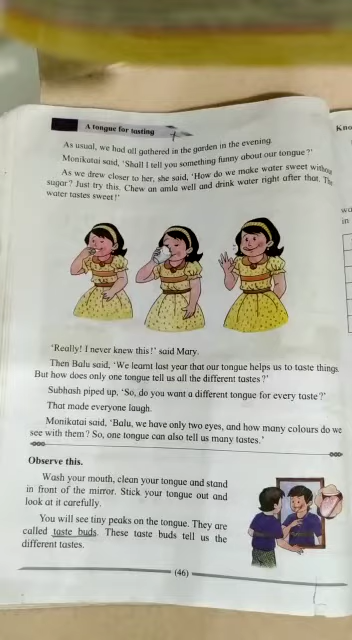 A tongue for tasting
As usual, we had all gathered in the garden in the evening.
Monikatai said, 'Shall I tell you something funny about our tongue ?'
As we drew closer to her, she said, 'How do we make water sweet without
sugar ? Just try this. Chew an amla well and drink water right after that. The
water tastes sweet !'
'Really! I never knew this !' said Mary.
Then Balu said, 'We learnt last year that our tongue helps us to taste things.
But how does only one tongue tell us all the different tastes ?'
Subhash piped up, 'So, do you want a different tongue for every taste ?'
That made everyone laugh.
Monikatai said, 'Balu, we have only two eyes, and how many colours do we
see with them ? So, one tongue can also tell us many tastes.'
Observe this.
Wash your mouth, clean your tongue and stand
in front of the mirror. Stick your tongue out and
look at it carefully.
You will see tiny peaks on the tongue. They are
called taste buds. These taste buds tell us the
different tastes.
(46)
in